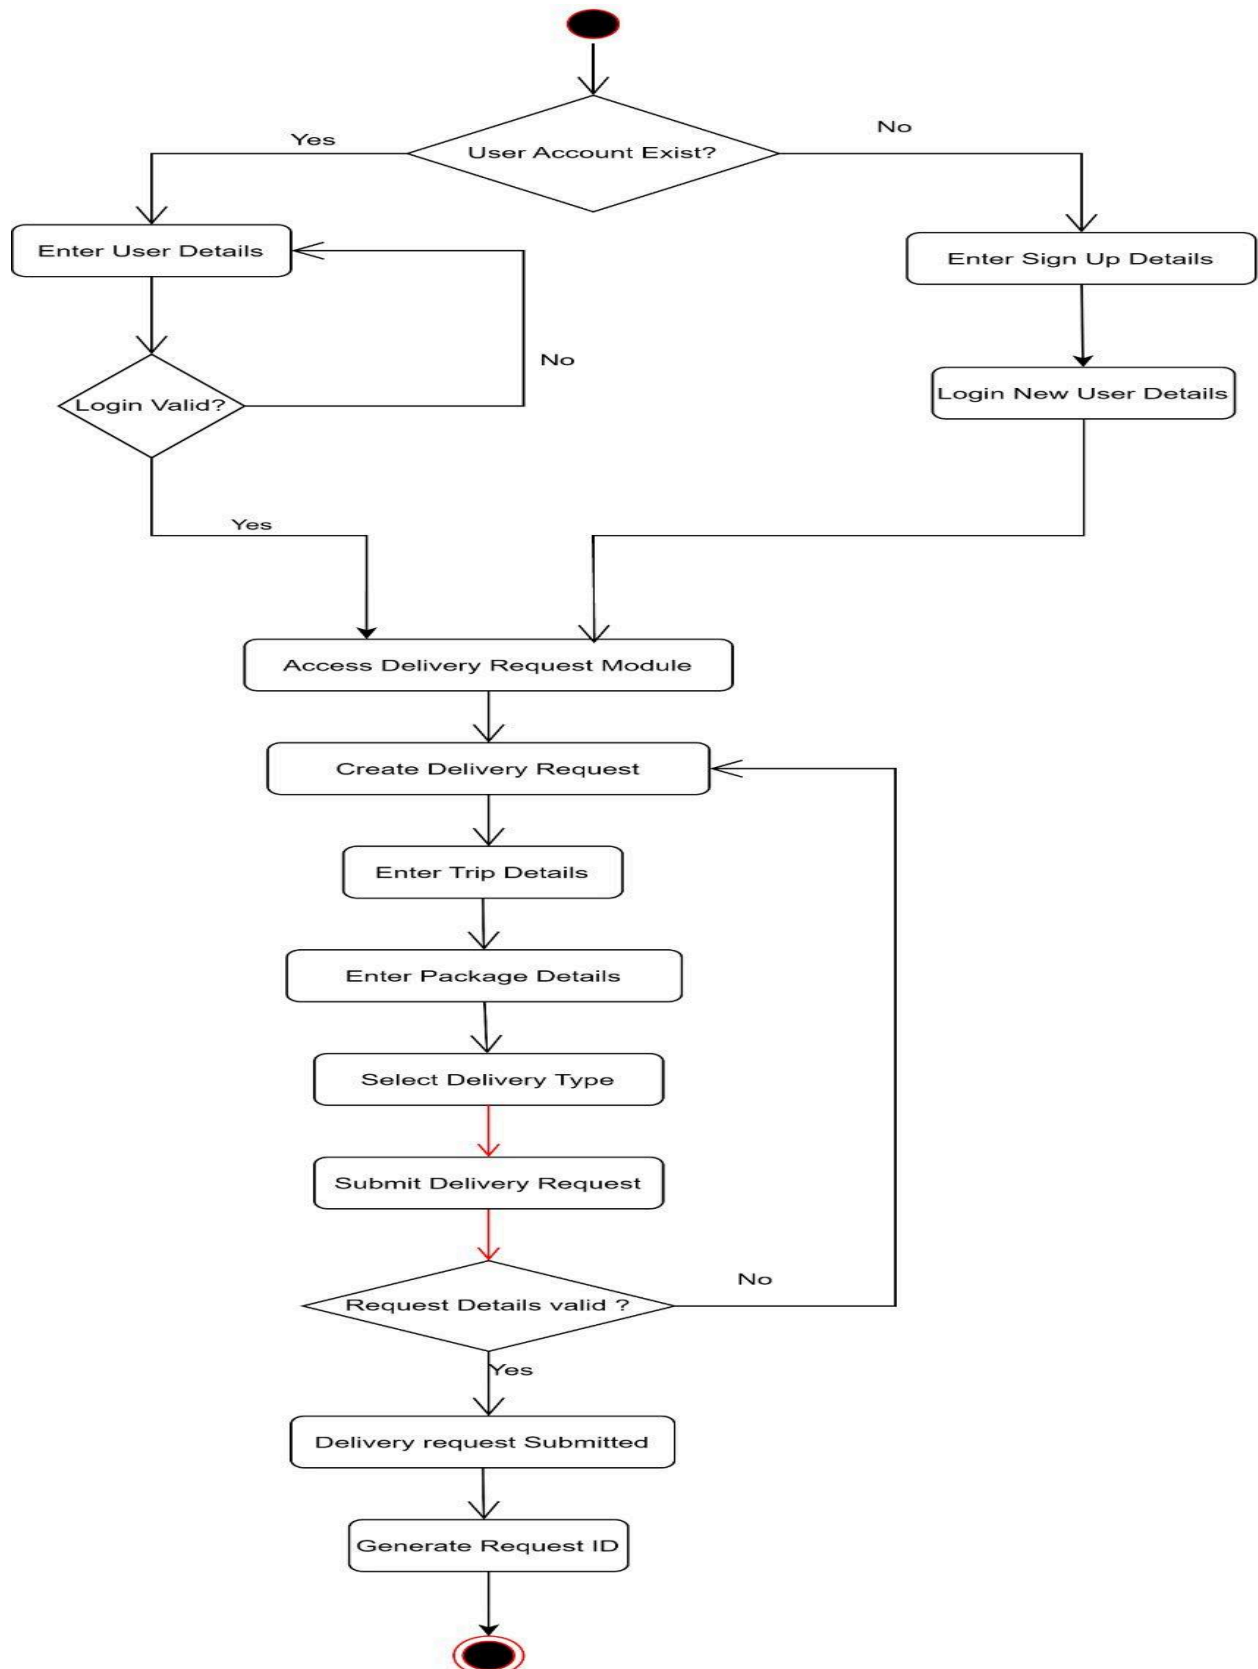 User Account Exist?
Yes
No
Enter User Details
Enter Sign Up Details
No
Login Valid?
Login New User Details
Yes
Access Delivery Request Module
Create Delivery Request
Enter Trip Details
Enter Package Details
Select Delivery Type
Submit Delivery Request
Request Details valid ?
No
Yes
Delivery request Submitted
Generate Request ID